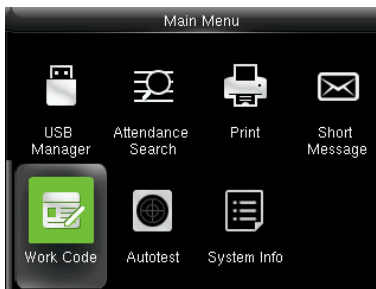 Main Menu
USB Manager
Attendance Search
Print
Short Message
Work Code
Autotest
System Info